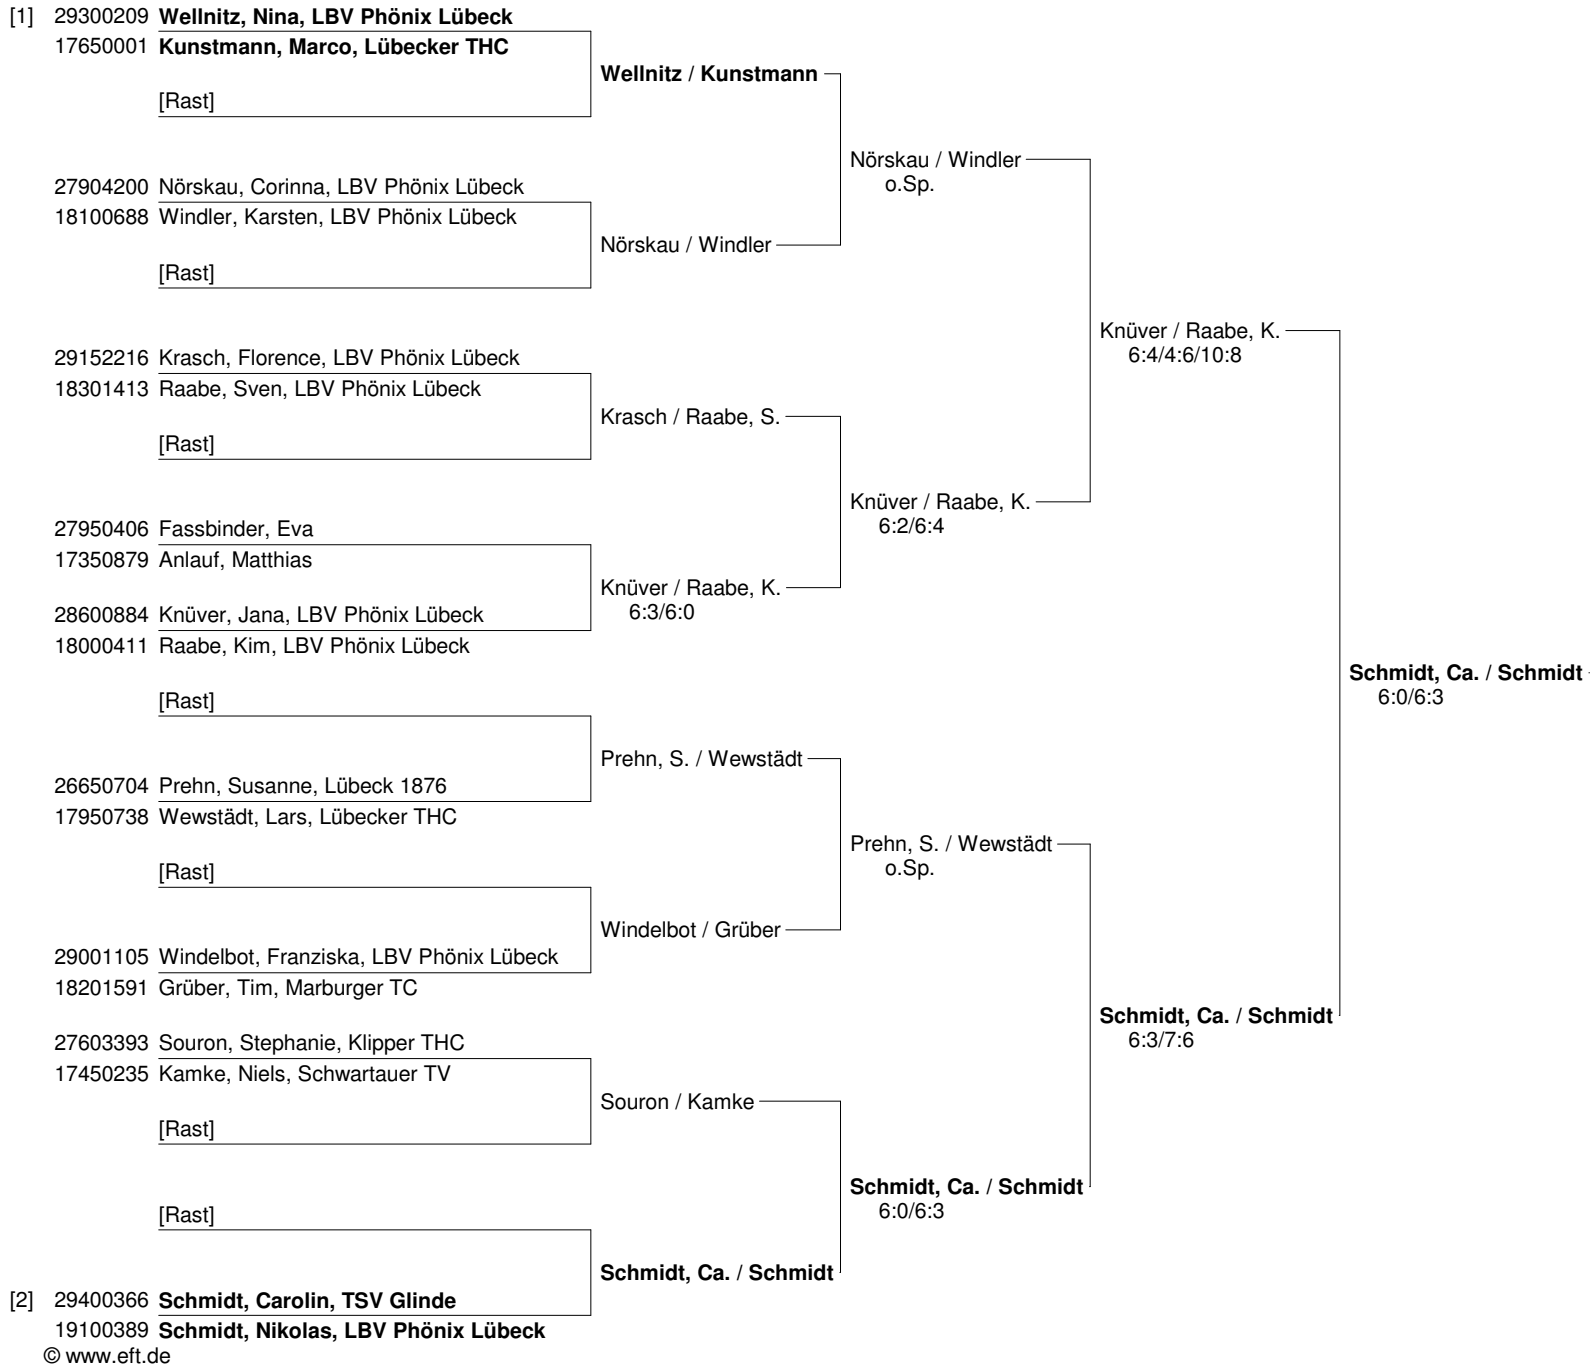 [1] 29300209 Wellnitz, Nina, LBV Phönix Lübeck
17650001 Kunstmann, Marco, Lübecker THC
Wellnitz / Kunstmann
[Rast]
Nörskau / Windler
o.Sp.
27904200 Nörskau, Corinna, LBV Phönix Lübeck
18100688 Windler, Karsten, LBV Phönix Lübeck
Nörskau / Windler
[Rast]
Knüver / Raabe, K.
6:4/4:6/10:8
29152216 Krasch, Florence, LBV Phönix Lübeck
18301413 Raabe, Sven, LBV Phönix Lübeck
Krasch / Raabe, S.
[Rast]
Knüver / Raabe, K.
6:2/6:4
27950406 Fassbinder, Eva
17350879 Anlauf, Matthias
Knüver / Raabe, K.
6:3/6:0
28600884 Knüver, Jana, LBV Phönix Lübeck
18000411 Raabe, Kim, LBV Phönix Lübeck
Schmidt, Ca. / Schmidt
6:0/6:3
[Rast]
Prehn, S. / Wewstädt
26650704 Prehn, Susanne, Lübeck 1876
17950738 Wewstädt, Lars, Lübecker THC
Prehn, S. / Wewstädt
o.Sp.
[Rast]
Windelbot / Grüber
29001105 Windelbot, Franziska, LBV Phönix Lübeck
18201591 Grüber, Tim, Marburger TC
Schmidt, Ca. / Schmidt
6:3/7:6
27603393 Souron, Stephanie, Klipper THC
17450235 Kamke, Niels, Schwartauer TV
Souron / Kamke
[Rast]
Schmidt, Ca. / Schmidt
6:0/6:3
[Rast]
Schmidt, Ca. / Schmidt
[2] 29400366 Schmidt, Carolin, TSV Glinde
19100389 Schmidt, Nikolas, LBV Phönix Lübeck
© www.eft.de